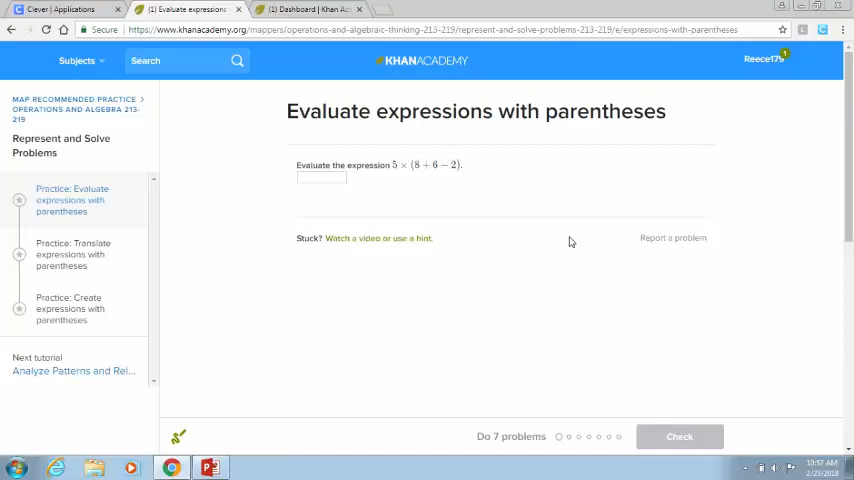 Clever | Applications
(1) Evaluate expressions
(1) Dashboard | Khan Ac
Secure
https://www.khanacademy.org/mappers/operations-and-algebraic-thinking-213-219/represent-and-solve-problems-213-219/e/expressions-with-parentheses
Subjects
Search
KHANACADEMY
Reece175
1
MAP RECOMMENDED PRACTICE
OPERATIONS AND ALGEBRA 213-
219
Represent and Solve
Problems
Practice: Evaluate
expressions with
parentheses
Practice: Translate
expressions with
parentheses
Practice: Create
expressions with
parentheses
Next tutorial
Analyze Patterns and Rel...
Evaluate expressions with parentheses
Evaluate the expression 5 × (8 + 6 − 2).
Stuck? Watch a video or use a hint.
Report a problem
Do 7 problems
Check
10:57 AM
2/23/2018